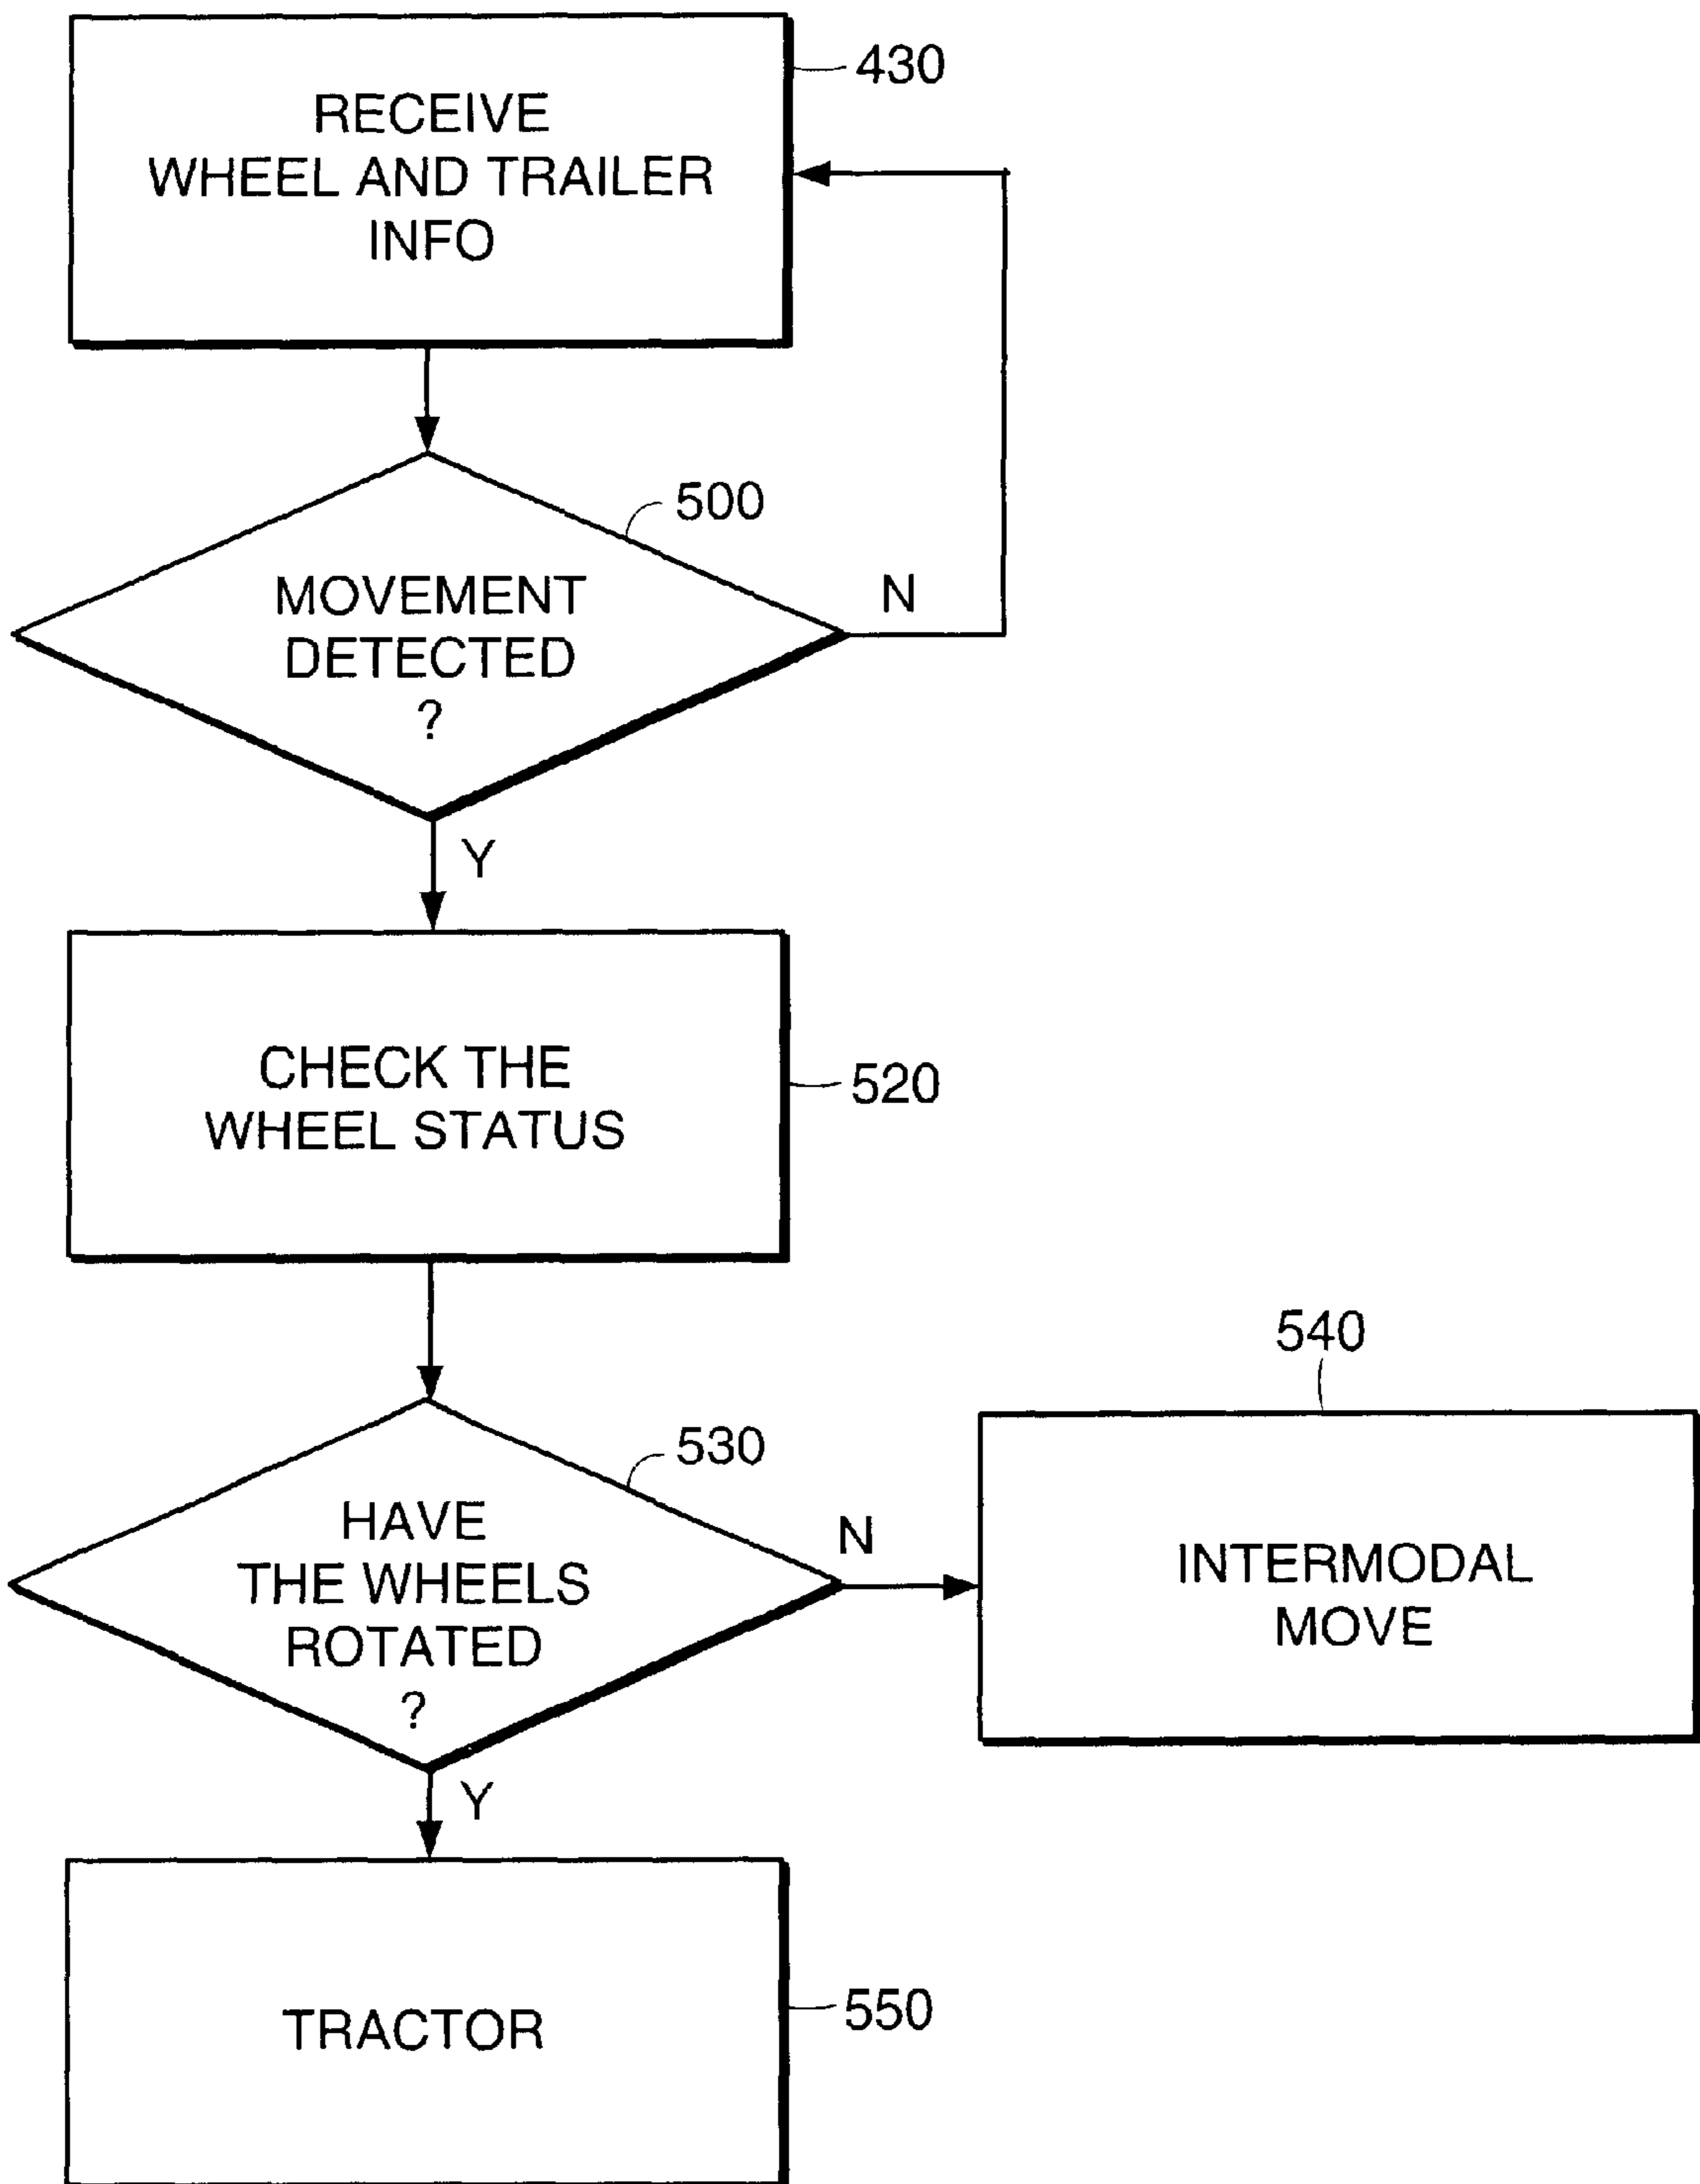 430
RECEIVE
WHEEL AND TRAILER
INFO
500
MOVEMENT
DETECTED
?
N
Y
CHECK THE
WHEEL STATUS
520
530
HAVE
THE WHEELS
ROTATED
?
N
540
INTERMODAL
MOVE
Y
TRACTOR
550